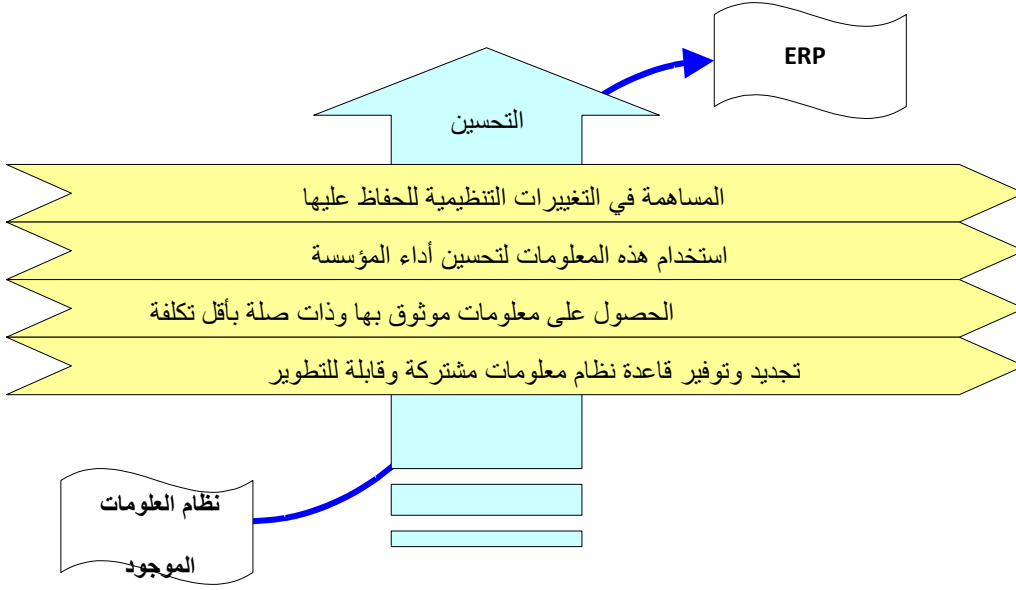 ERP
التحسين
المساهمة في التغييرات التنظيمية للحفاظ عليها
استخدام هذه المعلومات لتحسين أداء المؤسسة
الحصول على معلومات موثوق بها وذات صلة بأقل تكلفة
تجديد وتوفير قاعدة نظام معلومات مشتركة وقابلة للتطوير
نظام العلومات
الموجود